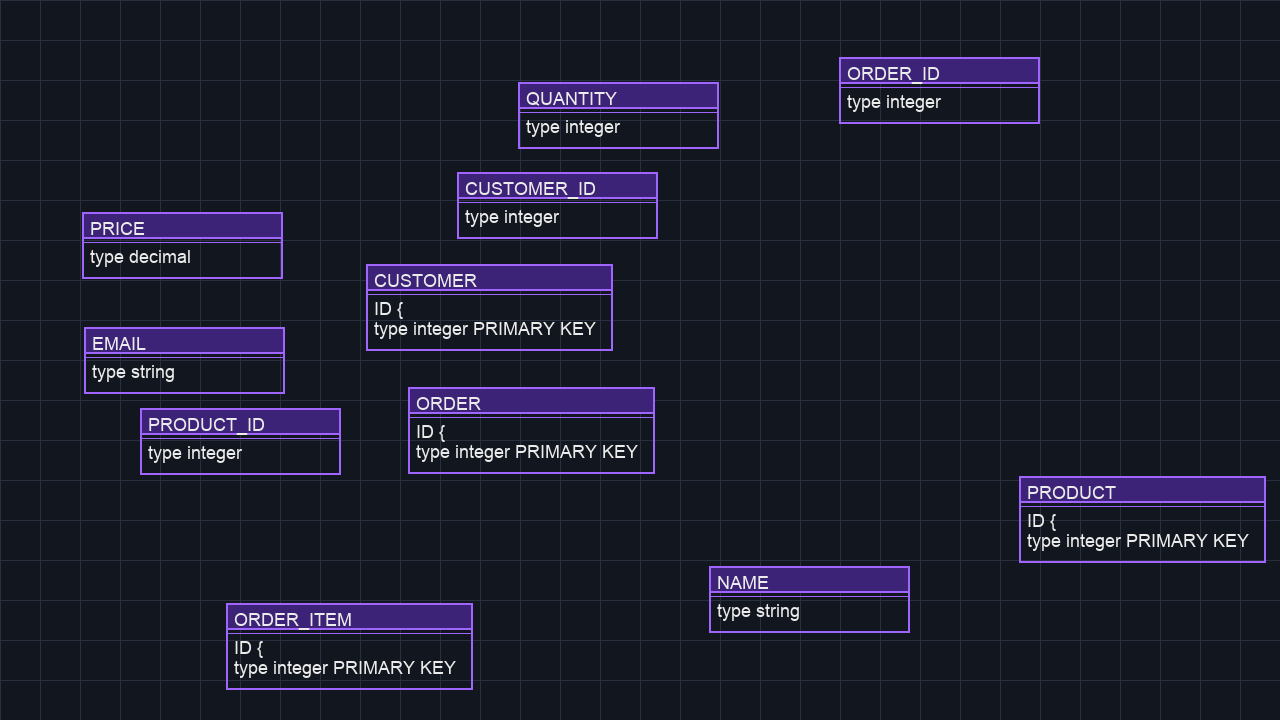 ORDER_ID
type integer
QUANTITY
type integer
CUSTOMER_ID
type integer
PRICE
type decimal
CUSTOMER
ID {
type integer PRIMARY KEY
EMAIL
type string
ORDER
ID {
type integer PRIMARY KEY
PRODUCT_ID
type integer
PRODUCT
ID {
type integer PRIMARY KEY
NAME
type string
ORDER_ITEM
ID {
type integer PRIMARY KEY